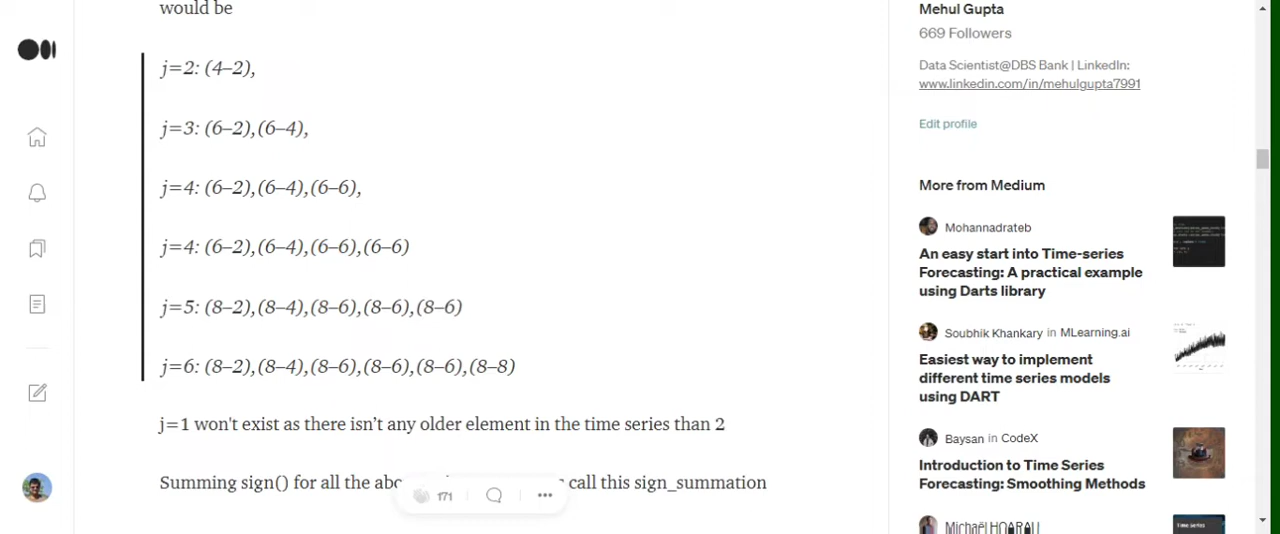 would be
j=2: (4–2),
j=3: (6–2),(6–4),
j=4: (6–2),(6–4),(6–6),
j=4: (6–2),(6–4),(6–6),(6–6)
j=5: (8–2),(8–4),(8–6),(8–6),(8–6)
j=6: (8–2),(8–4),(8–6),(8–6),(8–6),(8–8)
j=1 won't exist as there isn’t any older element in the time series than 2
Summing sign() for all the call this sign_summation
171
Mehul Gupta
669 Followers
Data Scientist@DBS Bank | LinkedIn:
www.linkedin.com/in/mehulgupta7991
Edit profile
More from Medium
Mohannadrateb
An easy start into Time-series
Forecasting: A practical example
using Darts library
Soubhik Khankary in MLearning.ai
Easiest way to implement
different time series models
using DART
Baysan in CodeX
Introduction to Time Series
Forecasting: Smoothing Methods
Michaël HOARAU
Time Series